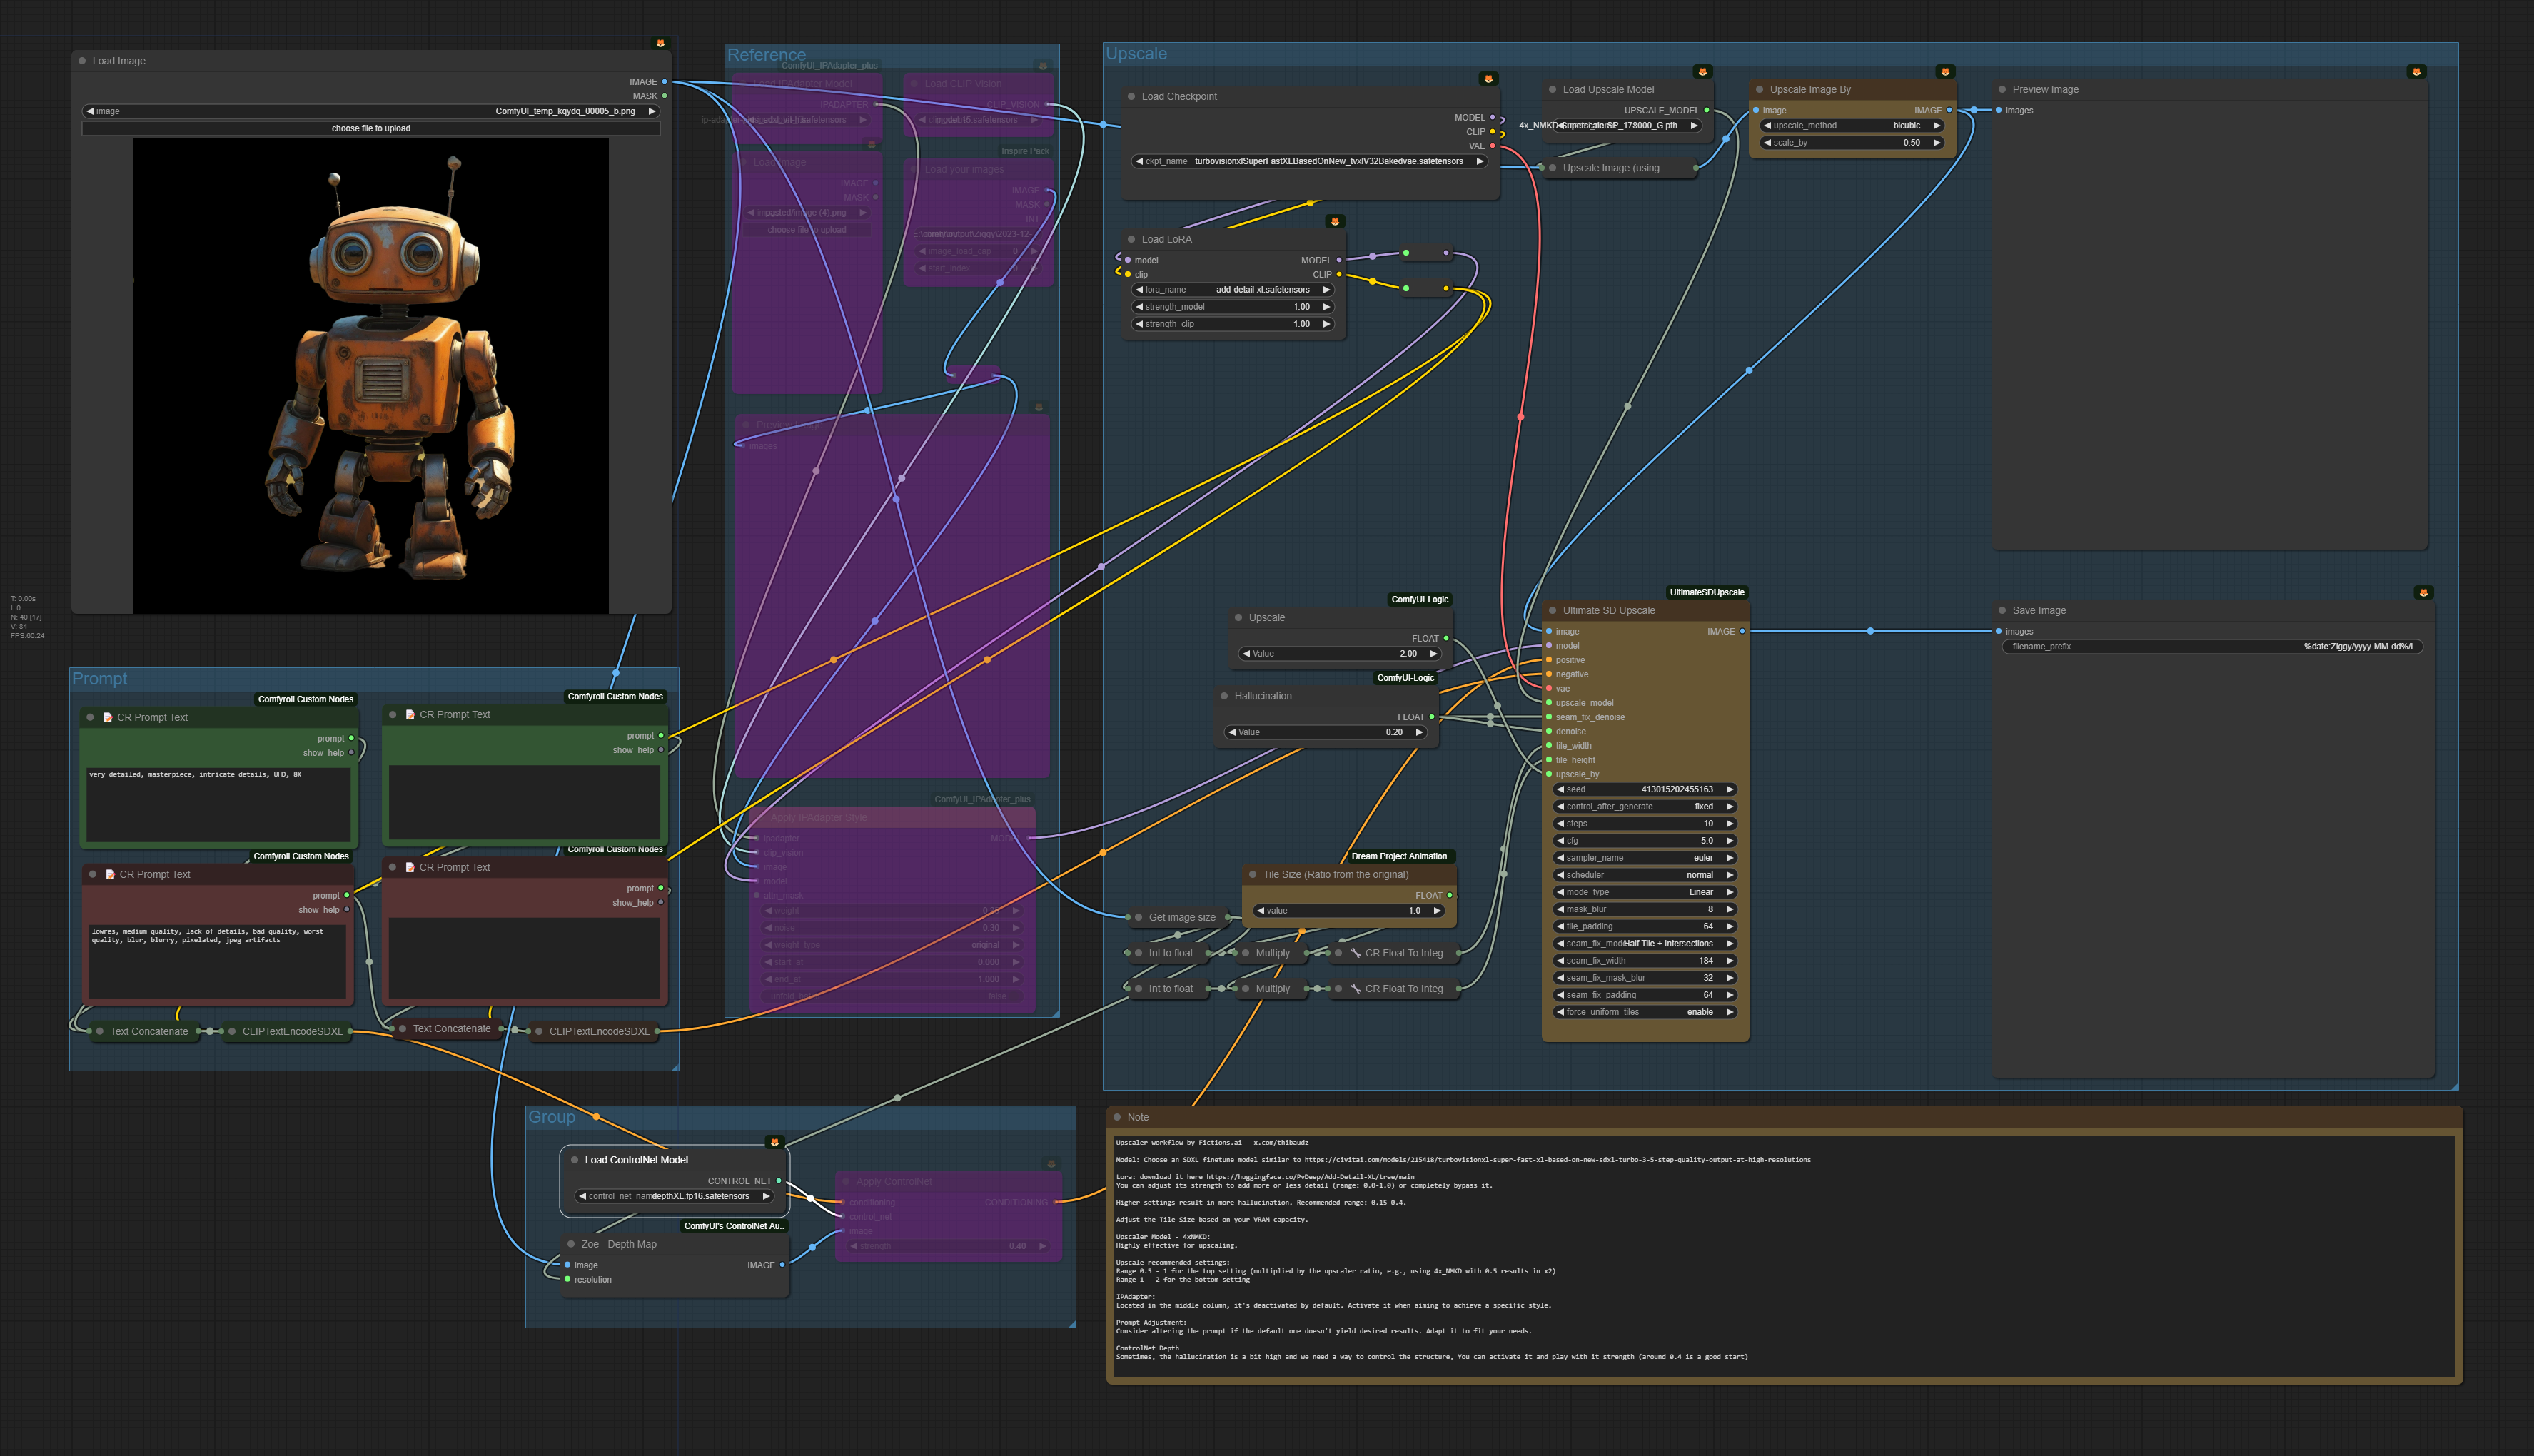 Load Image
IMAGE
MASK
image
ComfyUI_temp_kqydq_00005_b.png
choose file to upload
T: 0.00s
I: 0
N: 40 [17]
V: 84
FPS:60.24
Reference
ComfyUI_IPAdapter_plus
Load IPAdapter Model
IPADAPTER
Load CLIP Vision
CLIP_VISION
Load Image
IMAGE
MASK
pasted/image (4).png
choose file to upload
Inspire Pack
Load your images
IMAGE
MASK
INT
image_load_cap
0
start_index
Preview Image
images
ComfyUI_IPAdapter_plus
Apply IPAdapter Style
ipadapter
MODEL
clip_vision
image
model
attn_mask
weight
noise
0.30
weight_type
original
start_at
0.000
end_at
1.000
Upscale
Load Checkpoint
MODEL
CLIP
VAE
ckpt_name
turbovisionxlSuperFastXLBasedOnNew_tvxlV32Bakedvae.safetensors
Load Upscale Model
UPSCALE_MODEL
4x_NMKD-Superscale-SP_178000_G.pth
Upscale Image (using
Upscale Image By
image
IMAGE
upscale_method
bicubic
scale_by
0.50
Preview Image
images
Load LoRA
model
MODEL
clip
CLIP
lora_name
add-detail-xl.safetensors
strength_model
1.00
strength_clip
1.00
ComfyUI-Logic
Upscale
FLOAT
Value
2.00
ComfyUI-Logic
Hallucination
FLOAT
Value
0.20
Dream Project Animation..
Tile Size (Ratio from the original)
FLOAT
value
1.0
Get image size
Int to float
Multiply
CR Float To Integ
Int to float
Multiply
CR Float To Integ
UltimateSDUpscale
Ultimate SD Upscale
image
IMAGE
model
positive
negative
vae
upscale_model
seam_fix_denoise
denoise
tile_width
tile_height
upscale_by
seed
413015202455163
control_after_generate
fixed
steps
10
cfg
5.0
sampler_name
euler
scheduler
normal
mode_type
Linear
mask_blur
8
tile_padding
64
seam_fix_mode
Half Tile + Intersections
seam_fix_width
184
seam_fix_mask_blur
32
seam_fix_padding
64
force_uniform_tiles
enable
Save Image
images
filename_prefix
%date:Ziggy/yyyy-MM-dd%/i
Prompt
Comfyroll Custom Nodes
CR Prompt Text
prompt
show_help
very detailed, masterpiece, intricate details, UHD, 8K
Comfyroll Custom Nodes
CR Prompt Text
prompt
show_help
Comfyroll Custom Nodes
CR Prompt Text
prompt
show_help
lowres, medium quality, lack of details, bad quality, worst
quality, blur, blurry, pixelated, jpeg artifacts
Comfyroll Custom Nodes
CR Prompt Text
prompt
show_help
Text Concatenate
CLIPTextEncodeSDXL
Text Concatenate
CLIPTextEncodeSDXL
Group
Load ControlNet Model
CONTROL_NET
control_net_name
depthXL.fp16.safetensors
ComfyUI's ControlNet Au..
Zoe - Depth Map
image
IMAGE
resolution
Apply ControlNet
conditioning
CONDITIONING
control_net
image
strength
0.40
Note
Upscaler workflow by Fictions.ai - x.com/thibaudz
Model: Choose an SDXL finetune model similar to https://civitai.com/models/215418/turbovisionxl-super-fast-xl-based-on-new-sdxl-turbo-3-5-step-quality-output-at-high-resolutions
Lora: download it here https://huggingface.co/PvDeep/Add-Detail-XL/tree/main
You can adjust its strength to add more or less detail (range: 0.0-1.0) or completely bypass it.
Higher settings result in more hallucination. Recommended range: 0.15-0.4.
Adjust the Tile Size based on your VRAM capacity.
Upscaler Model - 4xNMKD:
Highly effective for upscaling.
Upscale recommended settings:
Range 0.5 - 1 for the top setting (multiplied by the upscaler ratio, e.g., using 4x_NMKD with 0.5 results in x2)
Range 1 - 2 for the bottom setting
IPAdapter:
Located in the middle column, it's deactivated by default. Activate it when aiming to achieve a specific style.
Prompt Adjustment:
Consider altering the prompt if the default one doesn't yield desired results. Adapt it to fit your needs.
ControlNet Depth
Sometimes, the hallucination is a bit high and we need a way to control the structure, You can activate it and play with it strength (around 0.4 is a good start)